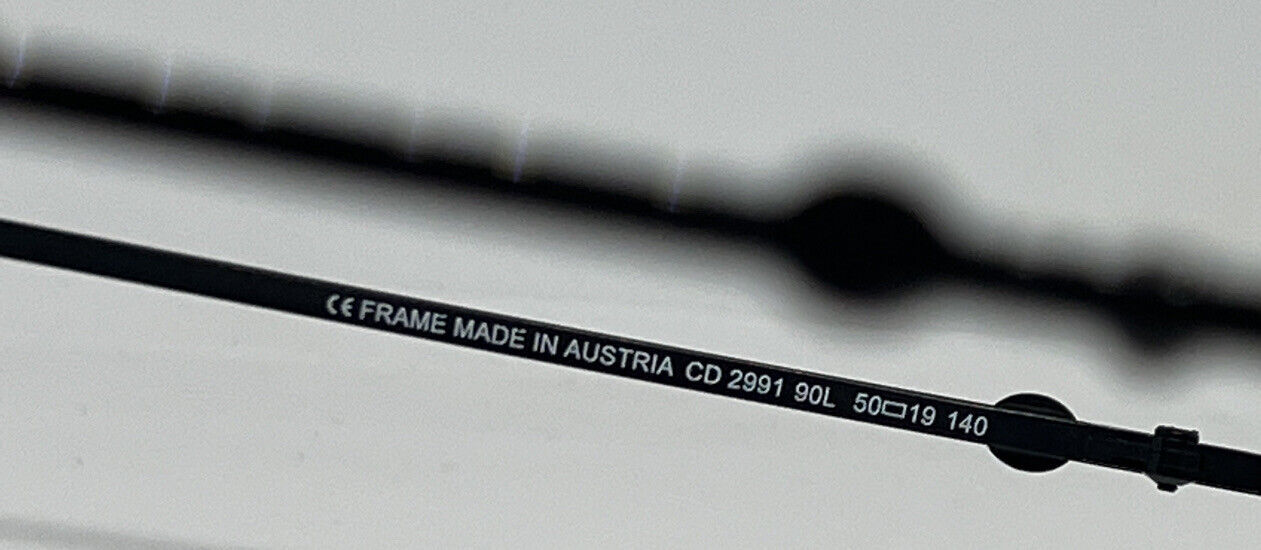 CE FRAME MADE IN AUSTRIA CD 2991 90L 50▭19 140